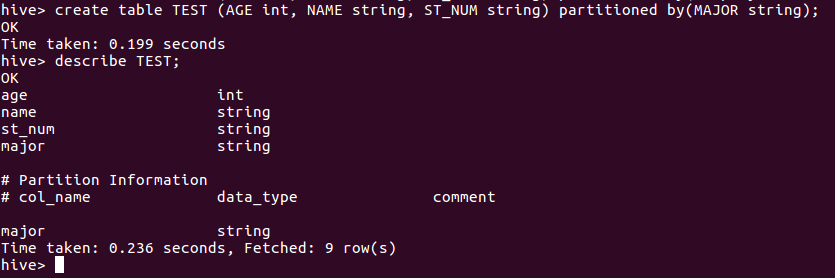 hive> create table TEST (AGE int, NAME string, ST_NUM string) partitioned by(MAJOR string);
OK
Time taken: 0.199 seconds
hive> describe TEST;
OK
age                 	int
name                	string
st_num              	string
major               	string

# Partition Information
# col_name            	data_type           	comment

major               	string
Time taken: 0.236 seconds, Fetched: 9 row(s)
hive>